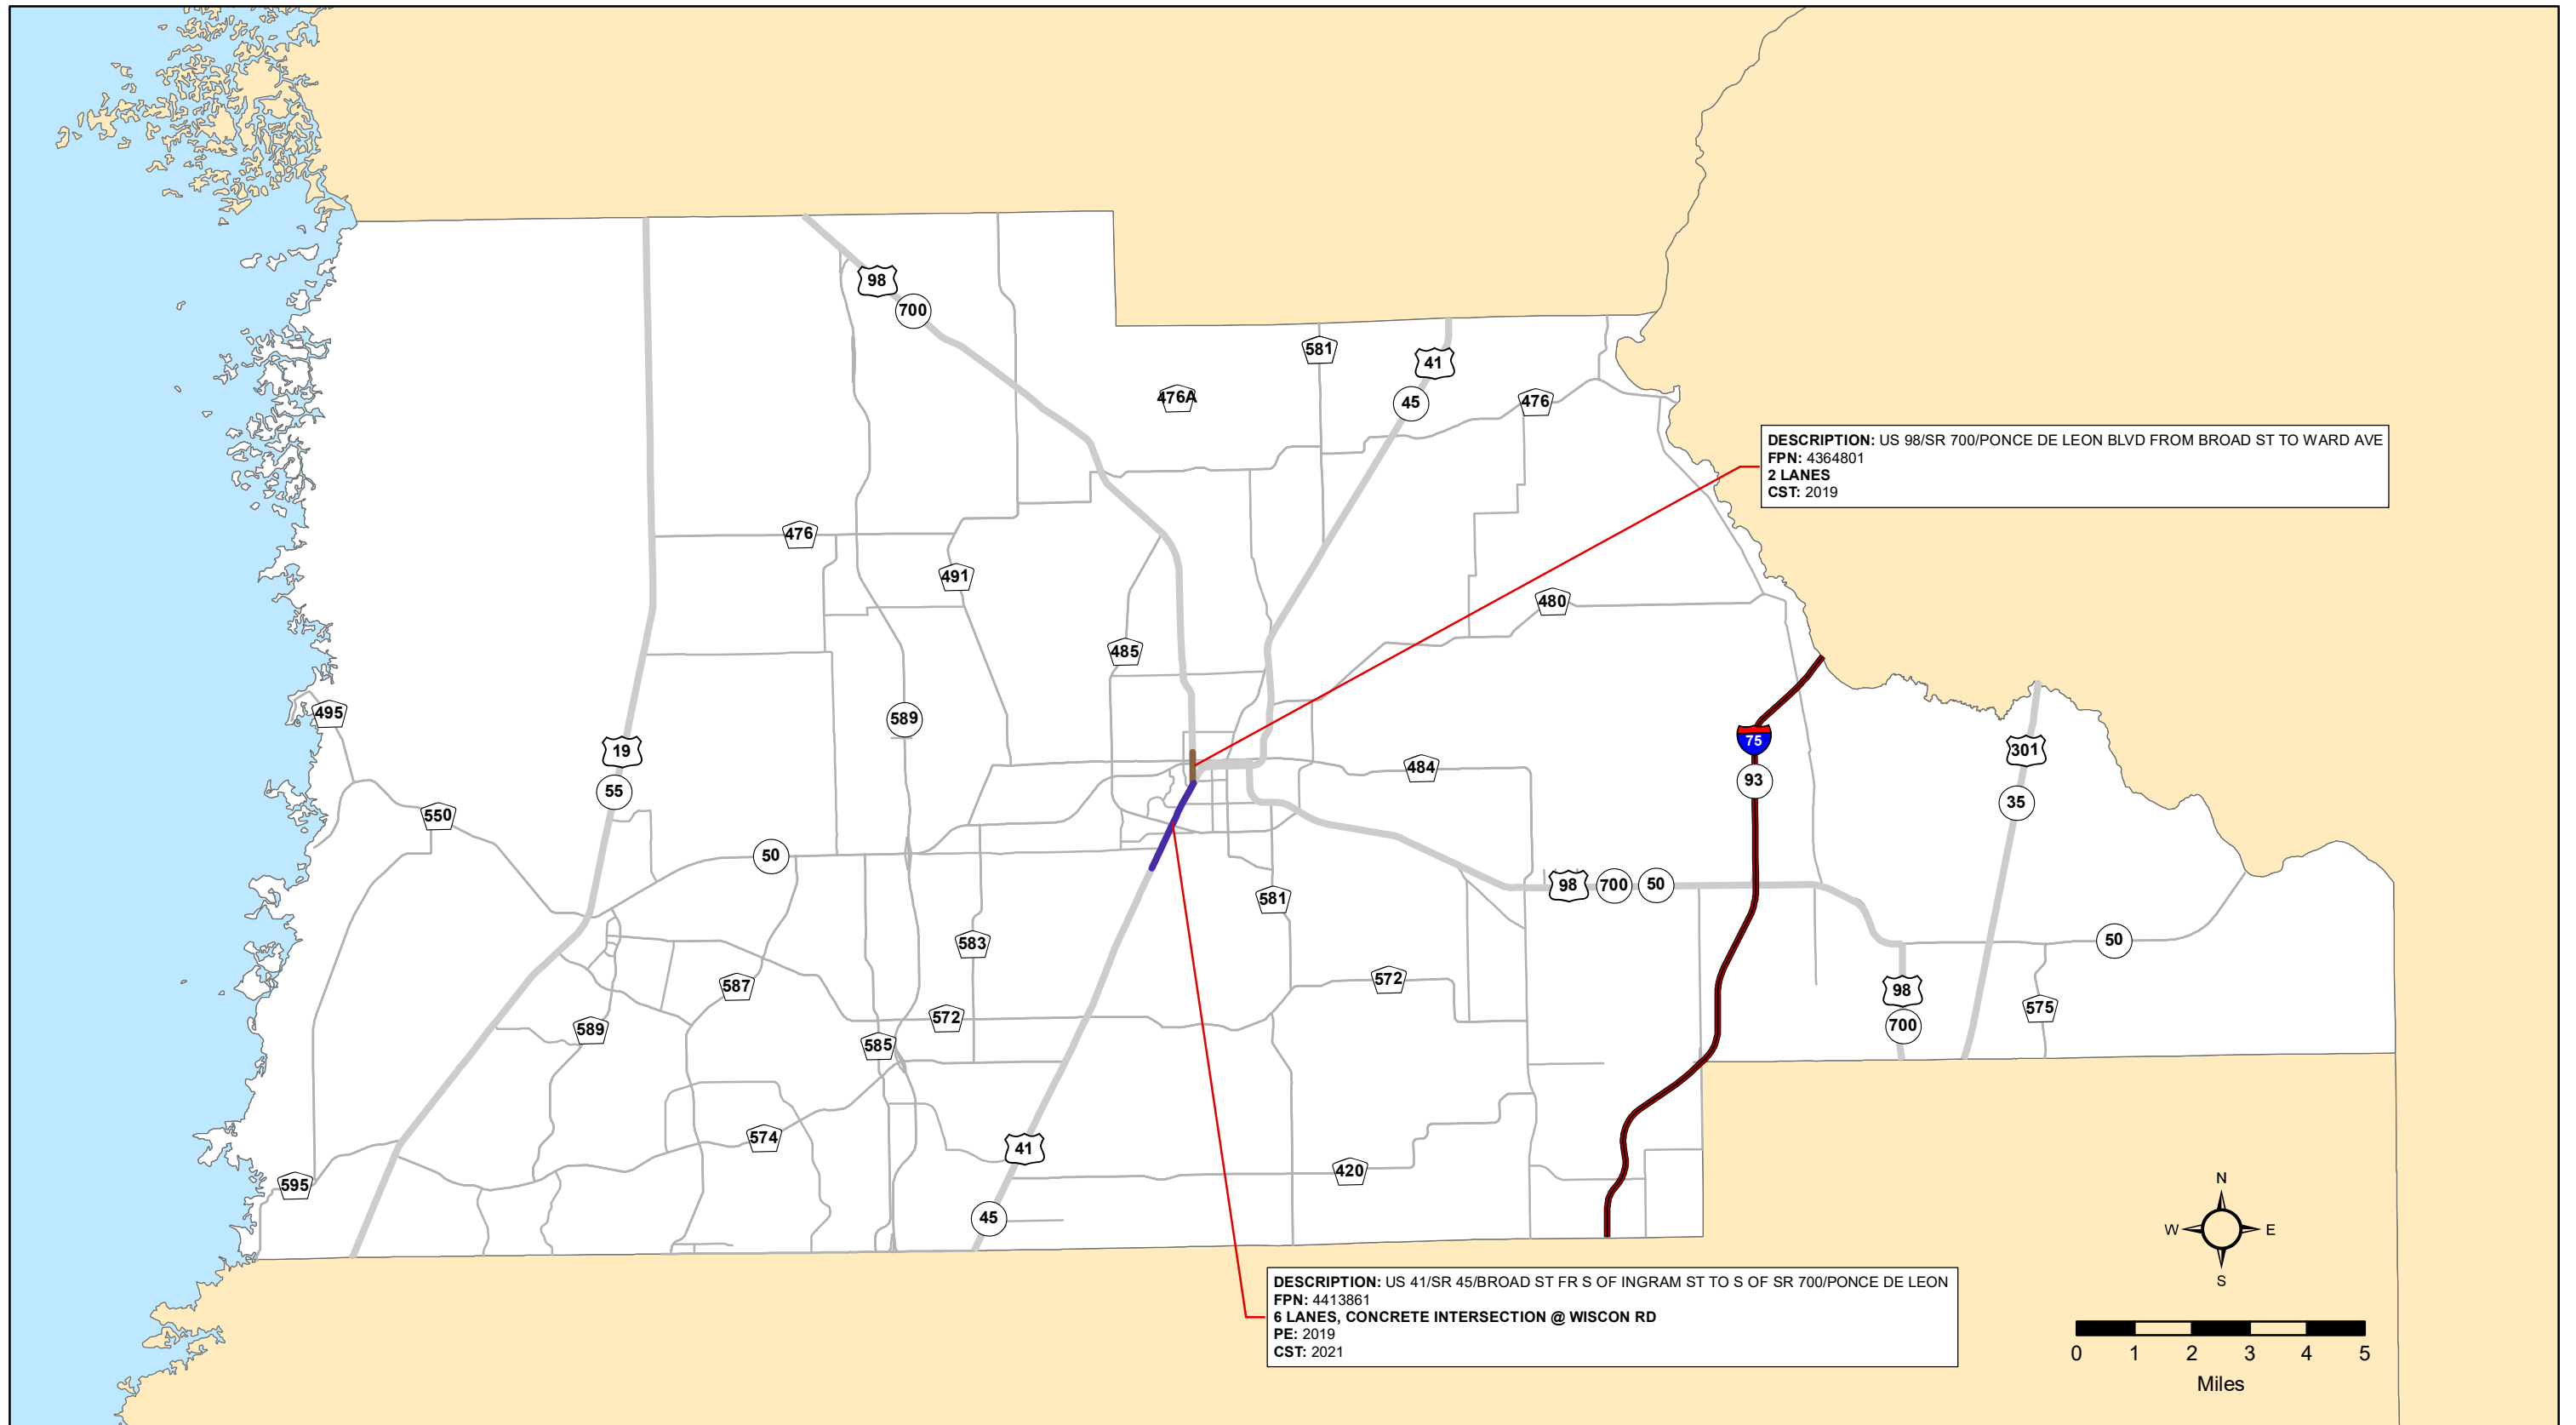 98
700
581
41
476A
45
476
DESCRIPTION: US 98/SR 700/PONCE DE LEON BLVD FROM BROAD ST TO WARD AVE
FPN: 4364801
2 LANES
CST: 2019
476
491
480
485
495
589
19
75
301
484
93
55
35
550
50
98
700
50
581
583
50
572
587
98
572
575
589
700
585
574
41
420
595
45
N
W
E
S
DESCRIPTION: US 41/SR 45/BROAD ST FR S OF INGRAM ST TO S OF SR 700/PONCE DE LEON
FPN: 4413861
6 LANES, CONCRETE INTERSECTION @ WISCON RD
PE: 2019
CST: 2021
0 1 2 3 4 5
Miles